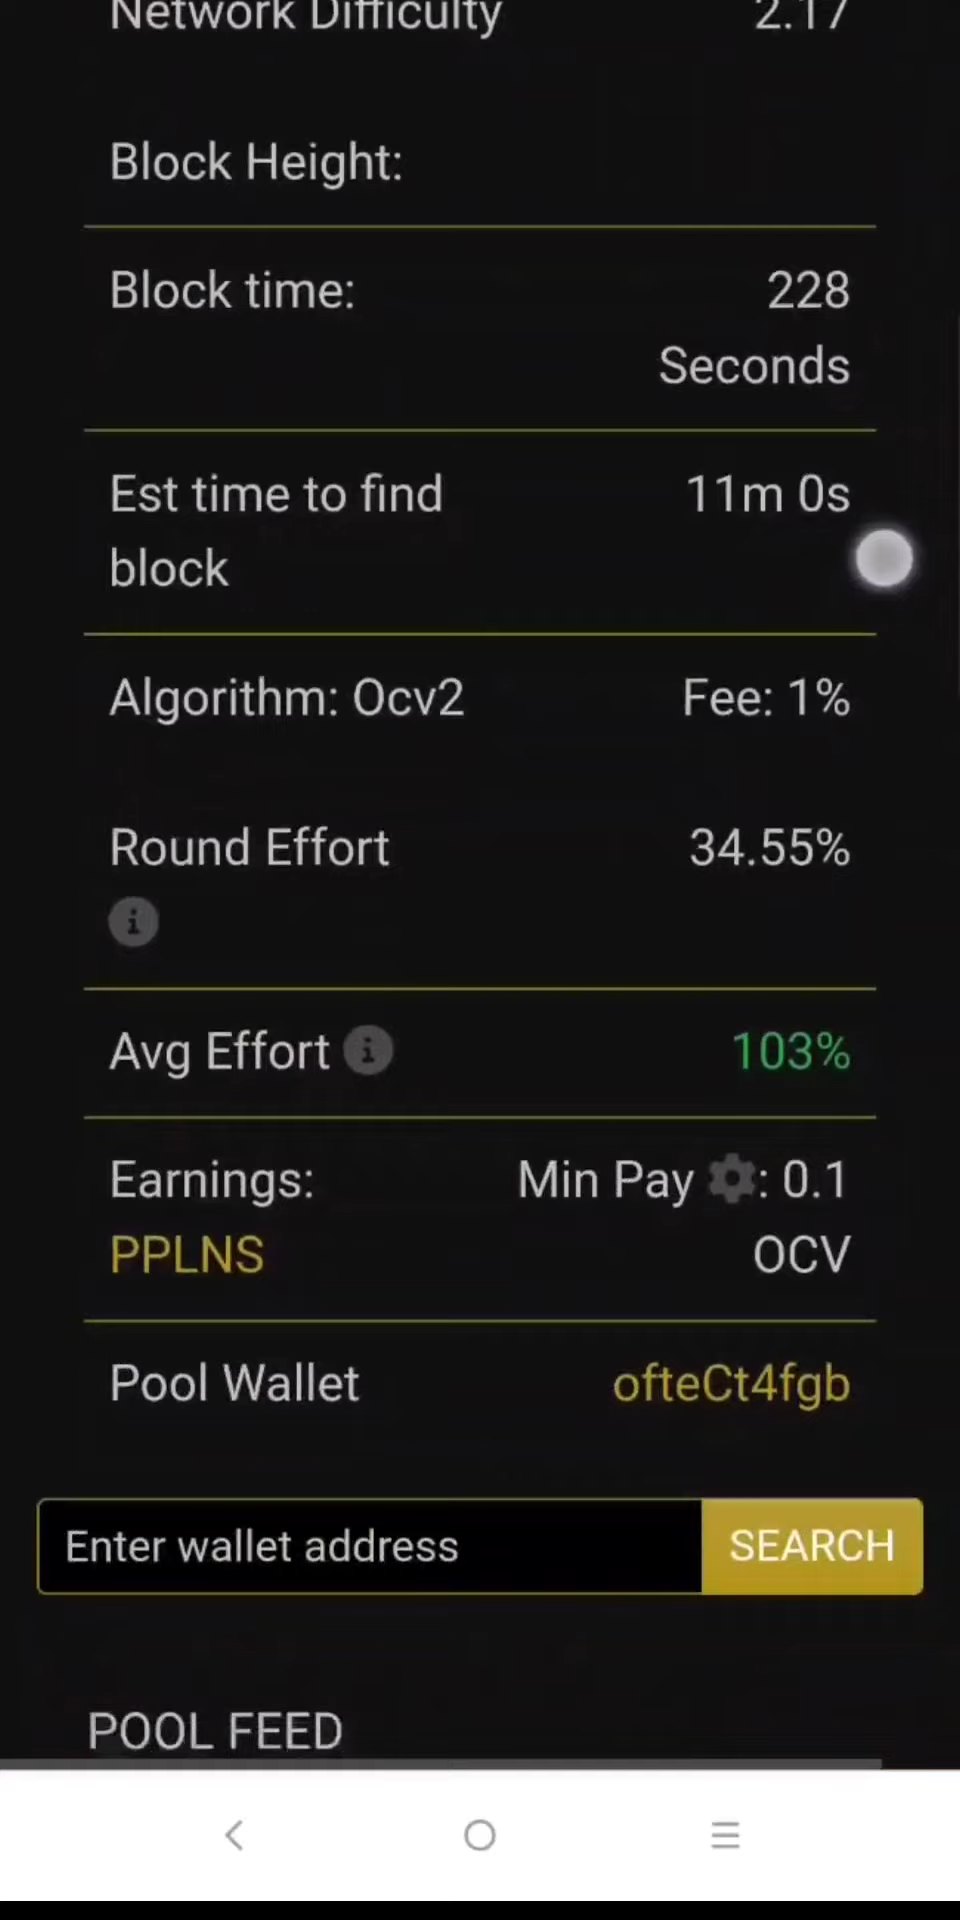 Network Difficulty 2.17
Block Height:
Block time: 228
Seconds
Est time to find 11m 0s
block
Algorithm: Ocv2 Fee: 1%
Round Effort 34.55%
Avg Effort 103%
Earnings: Min Pay : 0.1
PPLNS OCV
Pool Wallet ofteCt4fgb
Enter wallet address SEARCH
POOL FEED